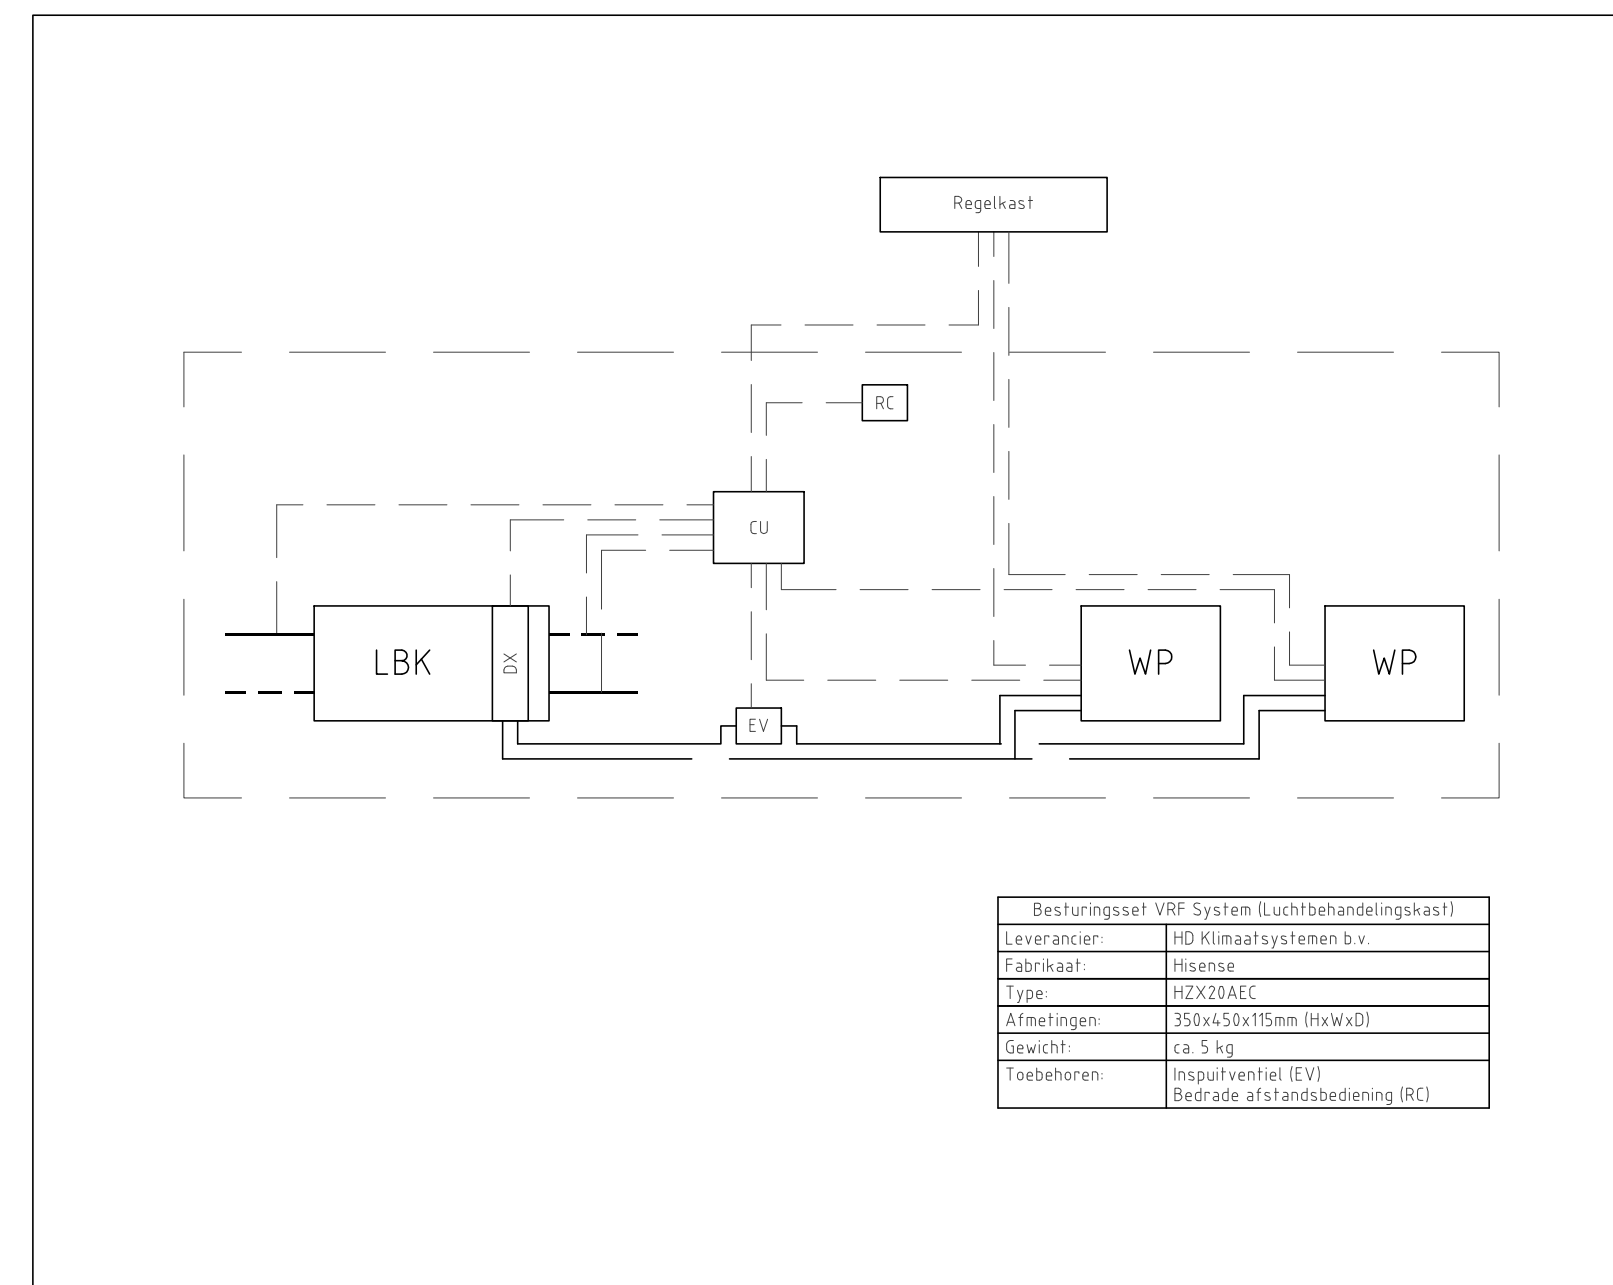 Regelkast
RC
CU
LBK
DX
WP
WP
EV
Besturingsset VRF System (Luchtbehandelingskast)
Leverancier: HD Klimaatsystemen b.v.
Fabrikaat: Hisense
Type: HZX20AEC
Afmetingen: 350x450x115mm (HxWxD)
Gewicht: ca. 5 kg
Toebehoren: Inspuitventiel (EV)
Bedrade afstandsbediening (RC)